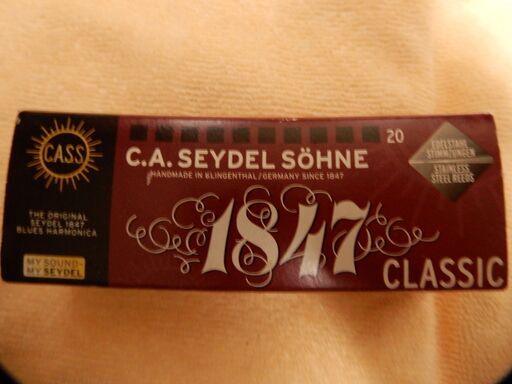 CASS
THE ORIGINAL
SEYDEL 1847
BLUES HARMONICA
MY SOUND-
MY SEYDEL
20
C.A. SEYDEL SÖHNE
HANDMADE IN KLINGENTHAL/GERMANY SINCE 1847
1847
CLASSIC
EDELSTAHL
STIMMZUNGEN
STAINLESS
STEEL REEDS